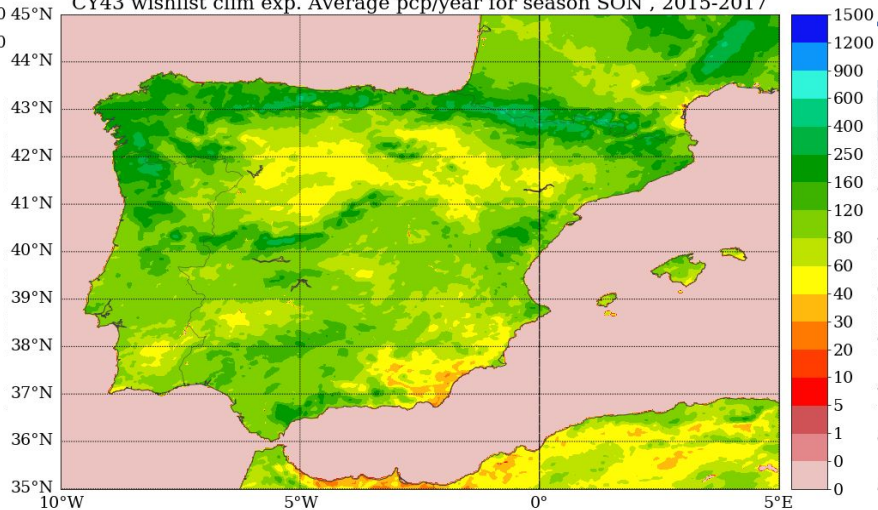 CY43 wishlist clim exp. Average pcp/year for season SON , 2015-2017
0
0
45°N
44°N
43°N
42°N
41°N
40°N
39°N
38°N
37°N
36°N
35°N
10°W
5°W
0°
5°E
1500
1200
900
600
400
250
160
120
80
60
40
30
20
10
5
1
0
0